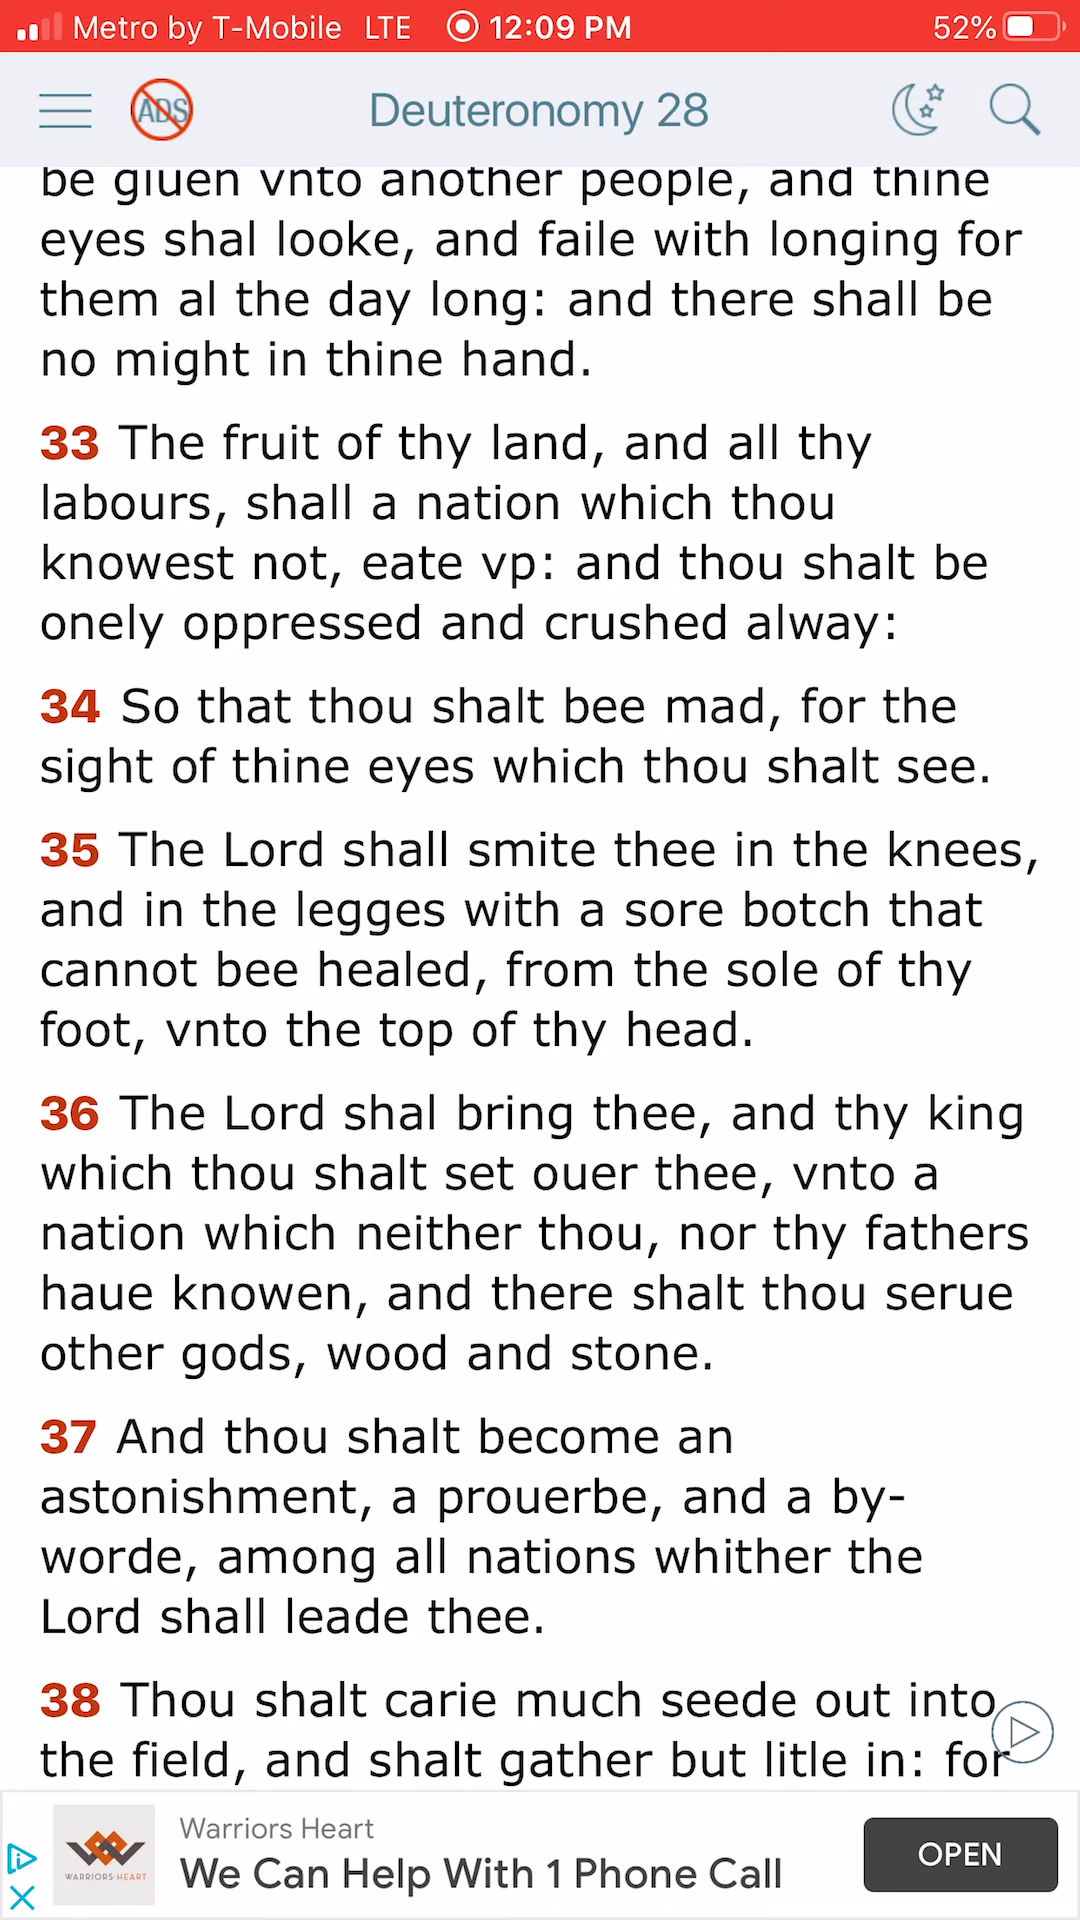 Metro by T-Mobile LTE 12:09 PM 52%
ADS Deuteronomy 28
be giuen vnto another people, and thine
eyes shal looke, and faile with longing for
them al the day long: and there shall be
no might in thine hand.
33 The fruit of thy land, and all thy
labours, shall a nation which thou
knowest not, eate vp: and thou shalt be
onely oppressed and crushed alway:
34 So that thou shalt bee mad, for the
sight of thine eyes which thou shalt see.
35 The Lord shall smite thee in the knees,
and in the legges with a sore botch that
cannot bee healed, from the sole of thy
foot, vnto the top of thy head.
36 The Lord shal bring thee, and thy king
which thou shalt set ouer thee, vnto a
nation which neither thou, nor thy fathers
haue knowen, and there shalt thou serue
other gods, wood and stone.
37 And thou shalt become an
astonishment, a prouerbe, and a by-
worde, among all nations whither the
Lord shall leade thee.
38 Thou shalt carie much seede out into
the field, and shalt gather but litle in: for
Warriors Heart
We Can Help With 1 Phone Call
OPEN
WARRIORS HEART